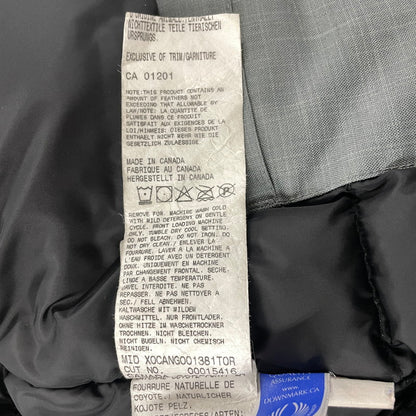 NICHTTEXTILE TEILE TIERISCHEN
URSPRUNGS.
EXCLUSIVE OF TRIM/GARNITURE
CA 01201
NOTE:THIS PRODUCT CONTAINS AN
AMOUNT OF FEATHERS NOT
EXCEEDING THAT ALLOWABLE BY
LAW/NOTE: LA QUANTITE DE
PLUMES DANS CE PRODUIT
SATISFAIT AUX EXIGENCES DE LA
LOI/HINWEIS: DIESES PRODUKT
ENTHAELT NICHT MEHR WIE DIE
GESETZLICH ZULAESSIGE
MADE IN CANADA
FABRIQUE AU CANADA
HERGESTELLT IN CANADA
REMOVE FUR. MACHINE WASH COLD
WITH MILD DETERGENT ON GENTLE
CYCLE. FRONT LOADING MACHINE
ONLY. TUMBLE DRY COOL SETTING.
DO NOT BLEACH. DO NOT IRON. DO
NOT DRY CLEAN./ ENLEVER LA
FOURRURE. LAVER A LA MACHINE A
L'EAU FROIDE AVEC UN DETERGENT
DOUX. UNIQUEMENT EN MACHINE A
PAR CHANGEMENT FRONTAL. SECHE
LINGE A BASSE TEMPERATURE.
JAVEL INTERDITE. NE PAS
REPASSER. NE PAS NETTOYER A
SEC./ FELL ABNEHMEN.
KALTWASCHE MIT MILDEN
WASCHMITTEL. NUR FRONTLADER.
OHNE HITZE IM WASCHETROCKNER
TROCKNEN. NICHT BLEICHEN.
NICHT BUGELN. NICHT CHEMISCH
MID XOCANGOO1381TOR
CUT NO. 00015416
FOURRURE NATURELLE DE
COYOTE. / NATURLICHER
KOJOTE PELZ.
ASSURANCE
DOWNMARK.CA